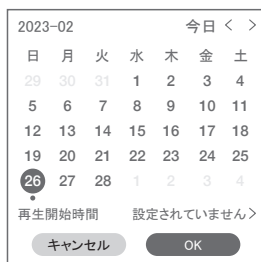 2023-02 今日 < >
日 月 火 水 木 金 土
29 30 31 1 2 3 4
5 6 7 8 9 10 11
12 13 14 15 16 17 18
19 20 21 22 23 24 25
26 27 28 1 2 3 4
再生開始時間 設定されていません >
キャンセル OK